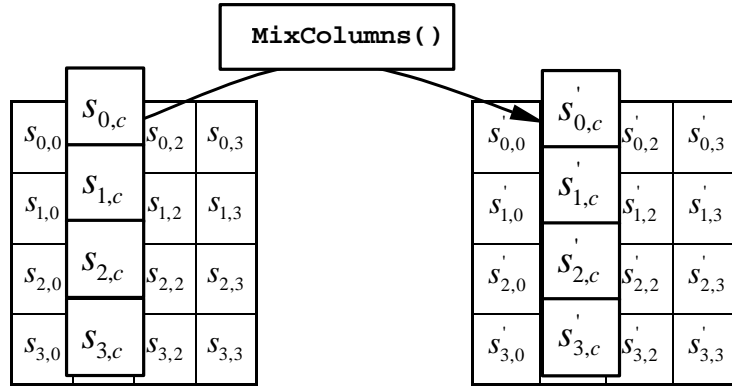 MixColumns()
s0,0 s0,c s0,2 s0,3 s'0,0 s'0,c s'0,2 s'0,3
s1,0 s1,c s1,2 s1,3 s'1,0 s'1,c s'1,2 s'1,3
s2,0 s2,c s2,2 s2,3 s'2,0 s'2,c s'2,2 s'2,3
s3,0 s3,c s3,2 s3,3 s'3,0 s'3,c s'3,2 s'3,3